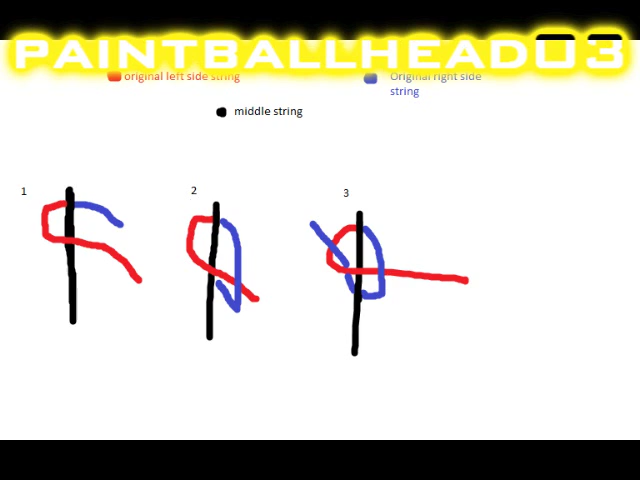 PAINTBALLHEAD03
original left side string
Original right side
string
middle string
1
2
3